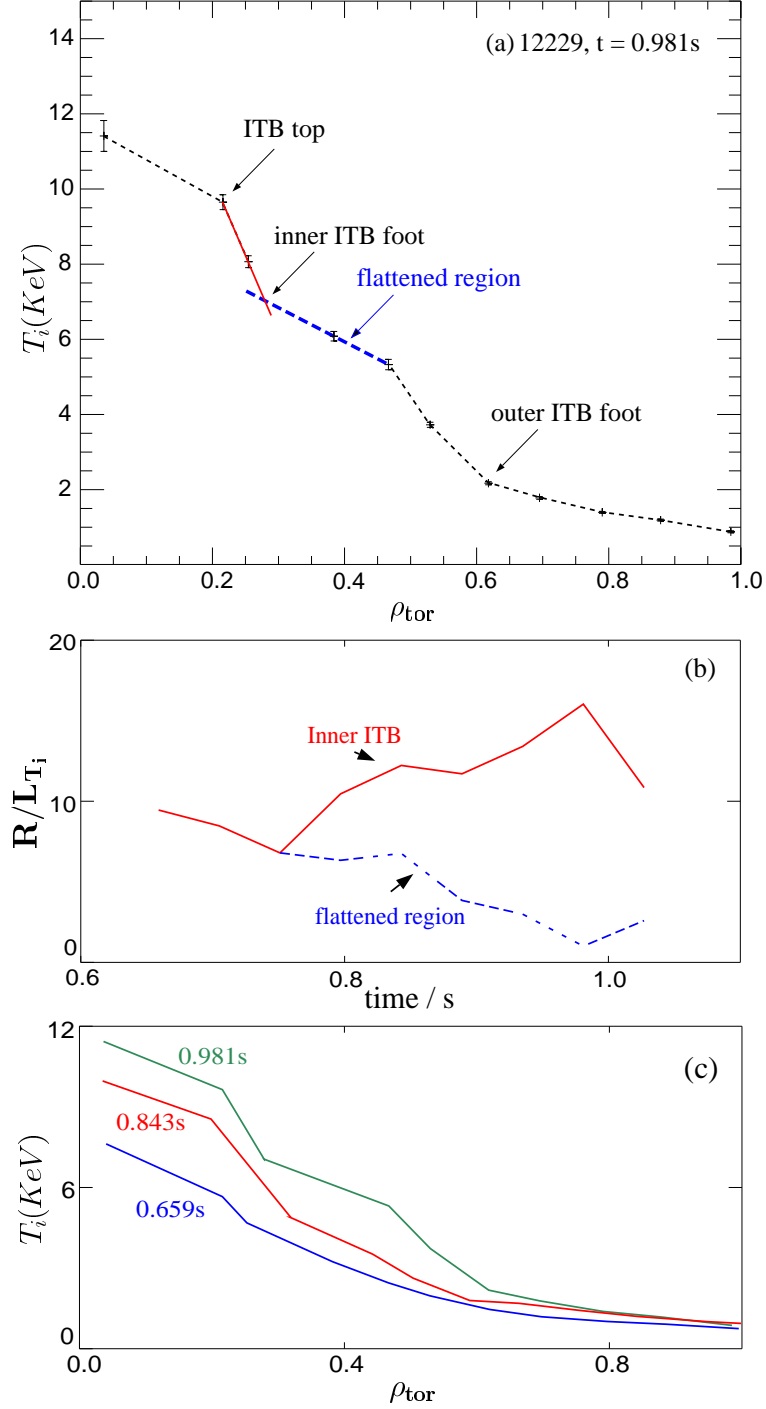 14
(a) 12229, t = 0.981s
12
ITB top
10
inner ITB foot
8
flattened region
T_i(KeV)
6
4
outer ITB foot
2
0.0 0.2 0.4 0.6 0.8 1.0
ρ_tor
20
(b)
Inner ITB
R/L_{T_i}
10
flattened region
0
0.6 0.8 1.0
time / s
12
0.981s
(c)
0.843s
T_i(KeV)
6
0.659s
0
0.0 0.4 0.8
ρ_tor